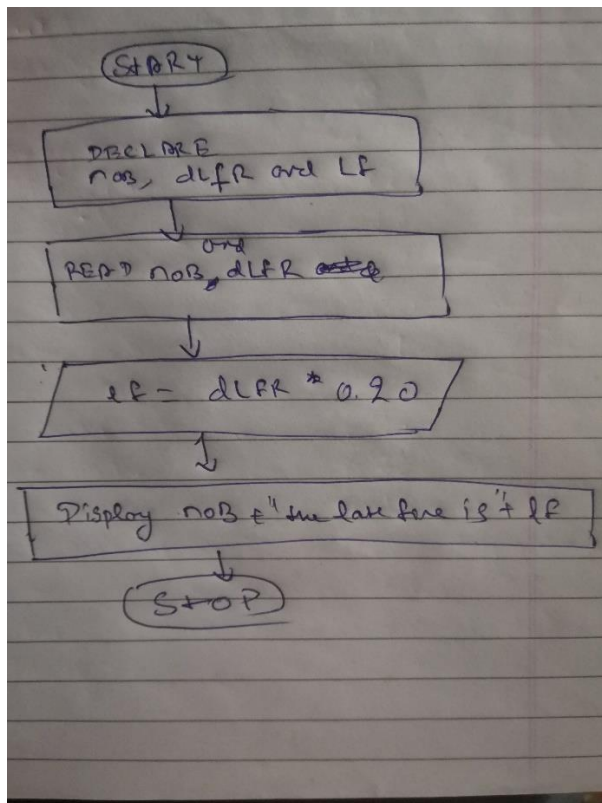 START
DECLARE
noB, dLfR and Lf
and
READ noB, dLfR
lf = dLFR * 0.20
Display noB + "the late fine is" + lf
STOP